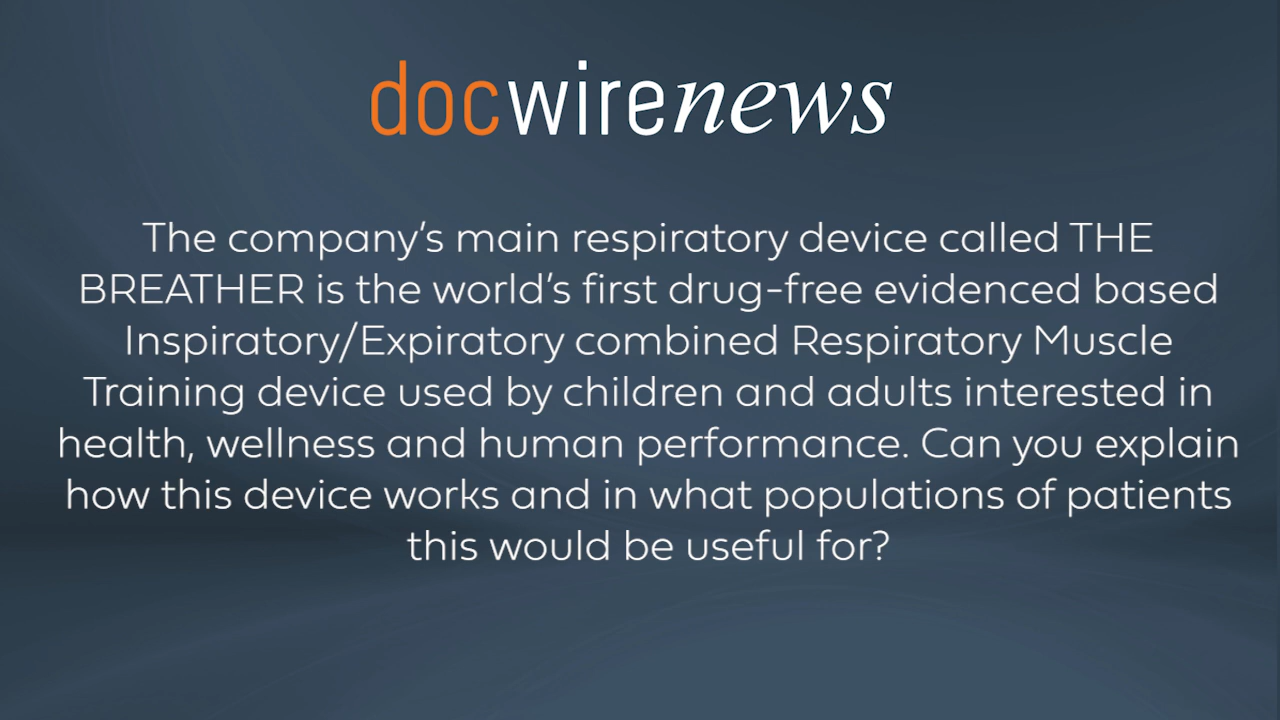 docwirenews
The company's main respiratory device called THE
BREATHER is the world's first drug-free evidenced based
Inspiratory/Expiratory combined Respiratory Muscle
Training device used by children and adults interested in
health, wellness and human performance. Can you explain
how this device works and in what populations of patients
this would be useful for?